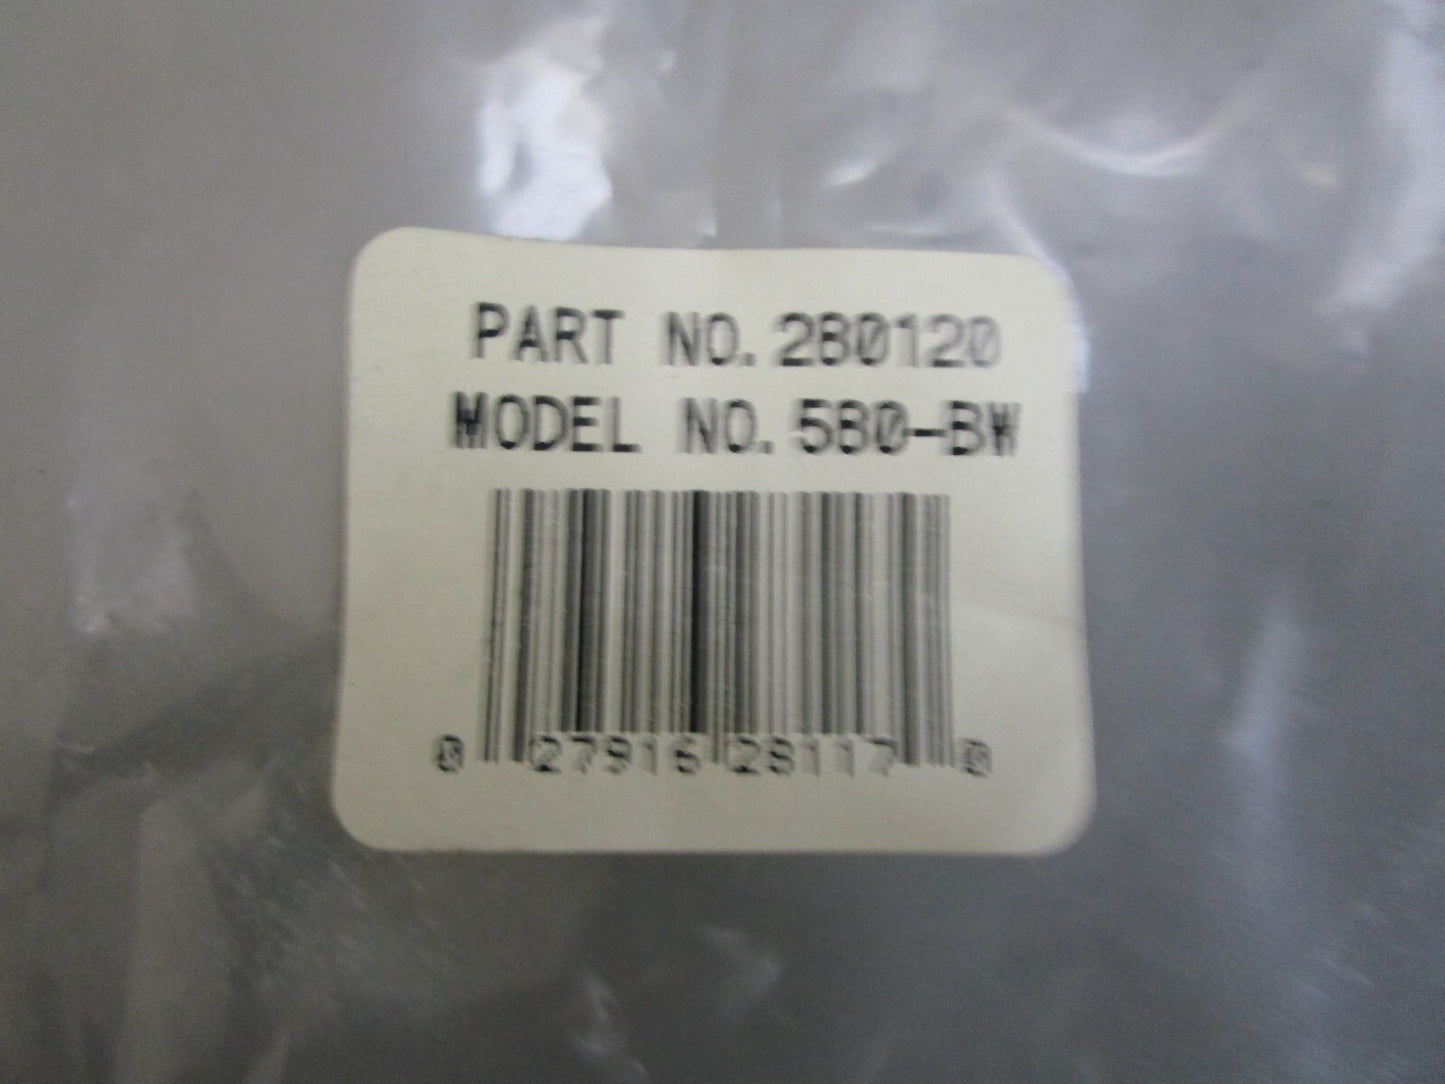 PART NO. 280120
MODEL NO. 580-BW
0 27916 28117 0